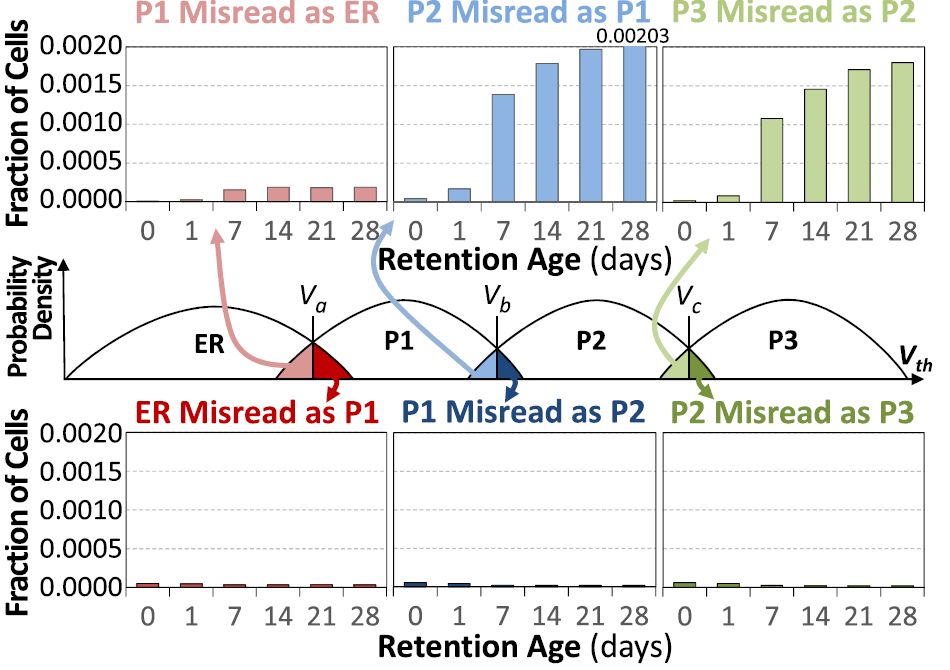 P1 Misread as ER P2 Misread as P1 P3 Misread as P2
0.00203
Fraction of Cells
0.0020
0.0015
0.0010
0.0005
0.0000
0 1 7 14 21 28 0 1 7 14 21 28 0 1 7 14 21 28
Retention Age (days)
Probability
Density
Va Vb Vc
ER P1 P2 P3 Vth
ER Misread as P1 P1 Misread as P2 P2 Misread as P3
Fraction of Cells
0.0020
0.0015
0.0010
0.0005
0.0000
0 1 7 14 21 28 0 1 7 14 21 28 0 1 7 14 21 28
Retention Age (days)